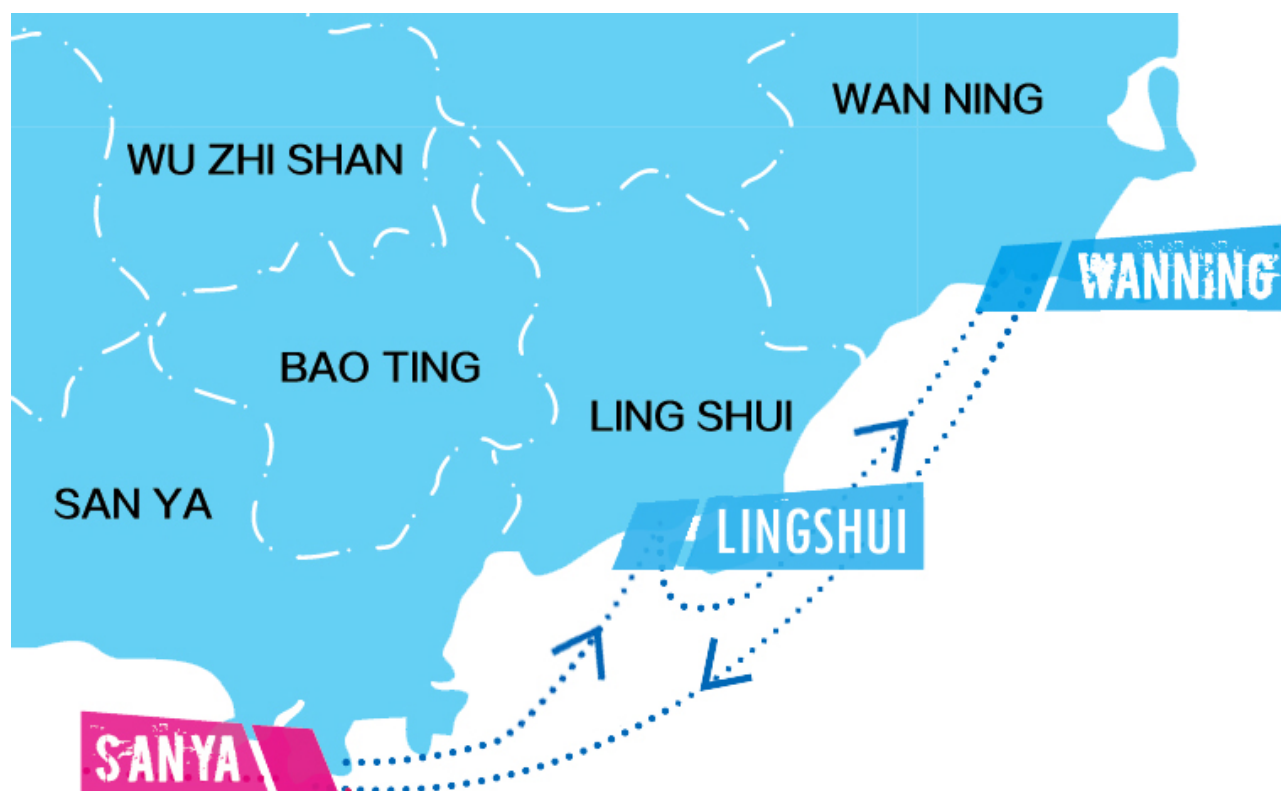 WAN NING
WU ZHI SHAN
WANNING
BAO TING
LING SHUI
SAN YA
LINGSHUI
SANYA